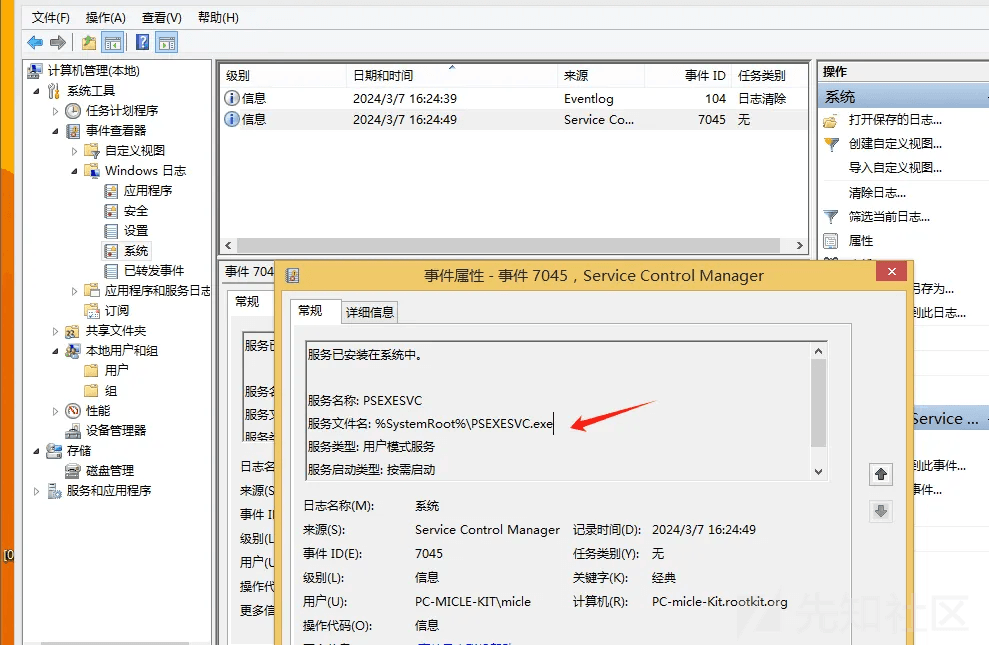 文件(F) 操作(A) 查看(V) 帮助(H)
计算机管理(本地)
系统工具
任务计划程序
事件查看器
自定义视图
Windows 日志
应用程序
安全
设置
系统
已转发事件
应用程序和服务日志
订阅
共享文件夹
本地用户和组
用户
组
性能
设备管理器
存储
磁盘管理
服务和应用程序
级别 日期和时间 来源 事件 ID 任务类别
信息 2024/3/7 16:24:39 Eventlog 104 日志清除
信息 2024/3/7 16:24:49 Service Co... 7045 无
操作
系统
打开保存的日志...
创建自定义视图...
导入自定义视图...
清除日志...
筛选当前日志...
属性
另存为...
到此日志...
Service ...
到此事件...
事件...
事件 704
常规
服务已
服务名
服务文
服务类
日志名
来源(S
事件 I
级别(L
用户(U
操作代
更多信
事件属性 - 事件 7045，Service Control Manager
常规 详细信息
服务已安装在系统中。
服务名称: PSEXESVC
服务文件名: %SystemRoot%\PSEXESVC.exe
服务类型: 用户模式服务
服务启动类型: 按需启动
日志名称(M): 系统
来源(S): Service Control Manager 记录时间(D): 2024/3/7 16:24:49
事件 ID(E): 7045 任务类别(Y): 无
级别(L): 信息 关键字(K): 经典
用户(U): PC-MICLE-KIT\micle 计算机(R): PC-micle-Kit.rootkit.org
操作代码(O): 信息
[0
先知社区